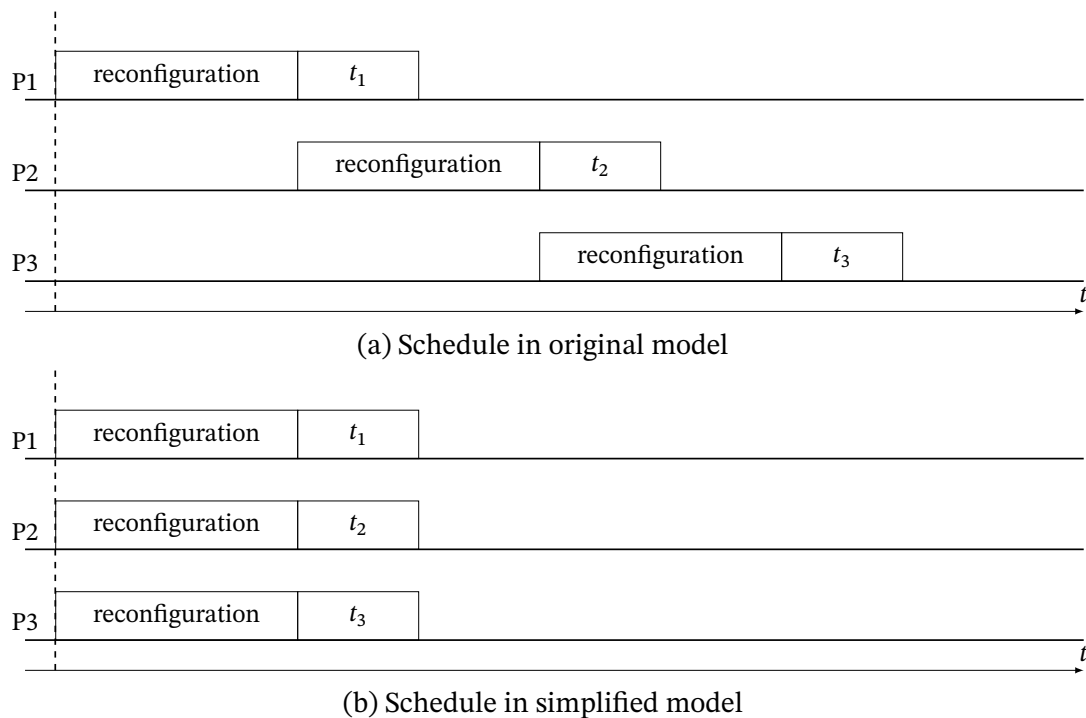 P1 reconfiguration t₁
P2 reconfiguration t₂
P3 reconfiguration t₃
t
(a) Schedule in original model
P1 reconfiguration t₁
P2 reconfiguration t₂
P3 reconfiguration t₃
t
(b) Schedule in simplified model